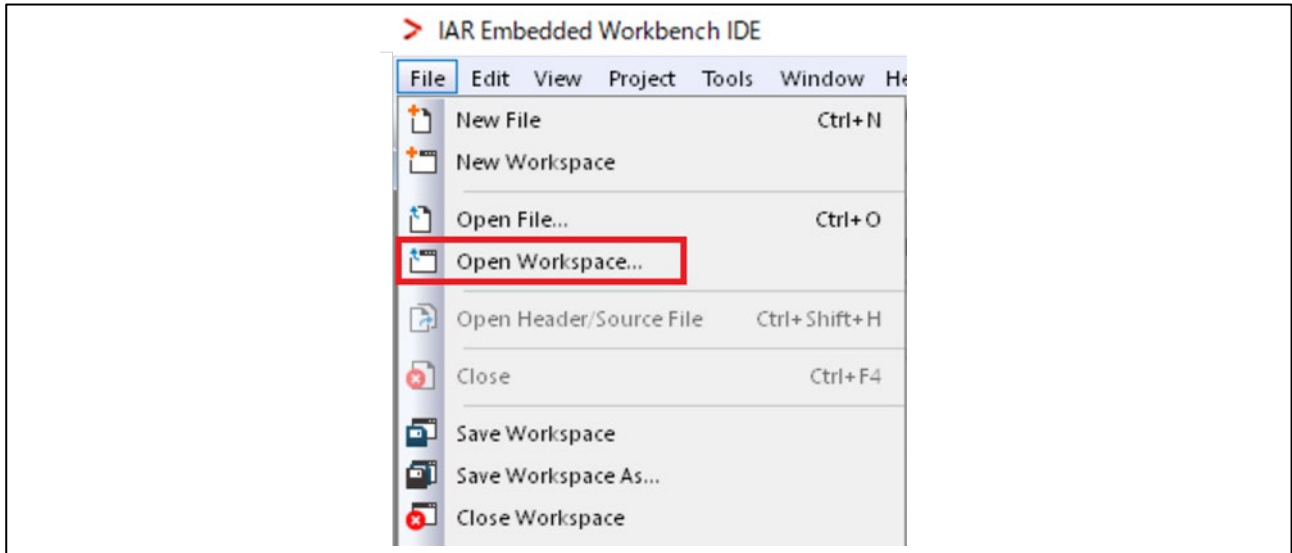 IAR Embedded Workbench IDE
File Edit View Project Tools Window
New File Ctrl+N
New Workspace
Open File... Ctrl+O
Open Workspace...
Open Header/Source File Ctrl+Shift+H
Close Ctrl+F4
Save Workspace
Save Workspace As...
Close Workspace